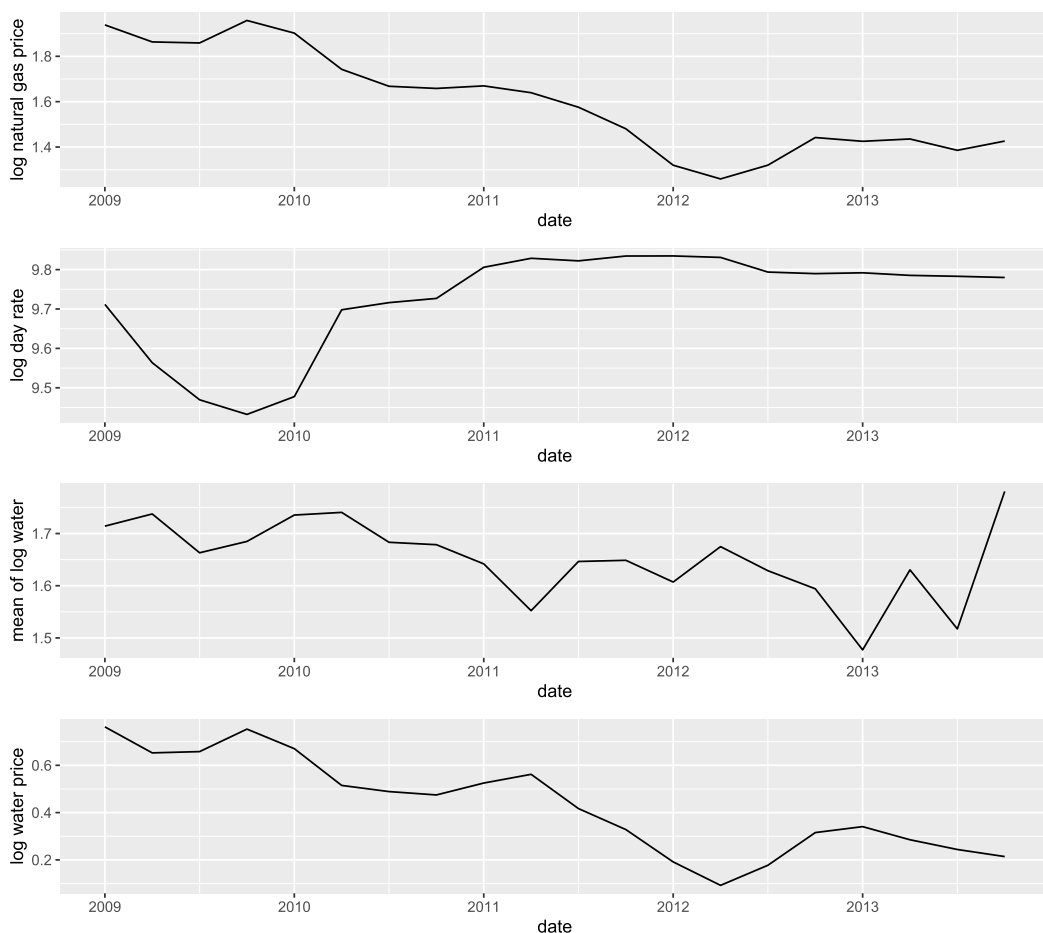 log natural gas price
1.8
1.6
1.4
2009 2010 2011 2012 2013
date
log day rate
9.8
9.7
9.6
9.5
2009 2010 2011 2012 2013
date
mean of log water
1.7
1.6
1.5
2009 2010 2011 2012 2013
date
log water price
0.6
0.4
0.2
2009 2010 2011 2012 2013
date